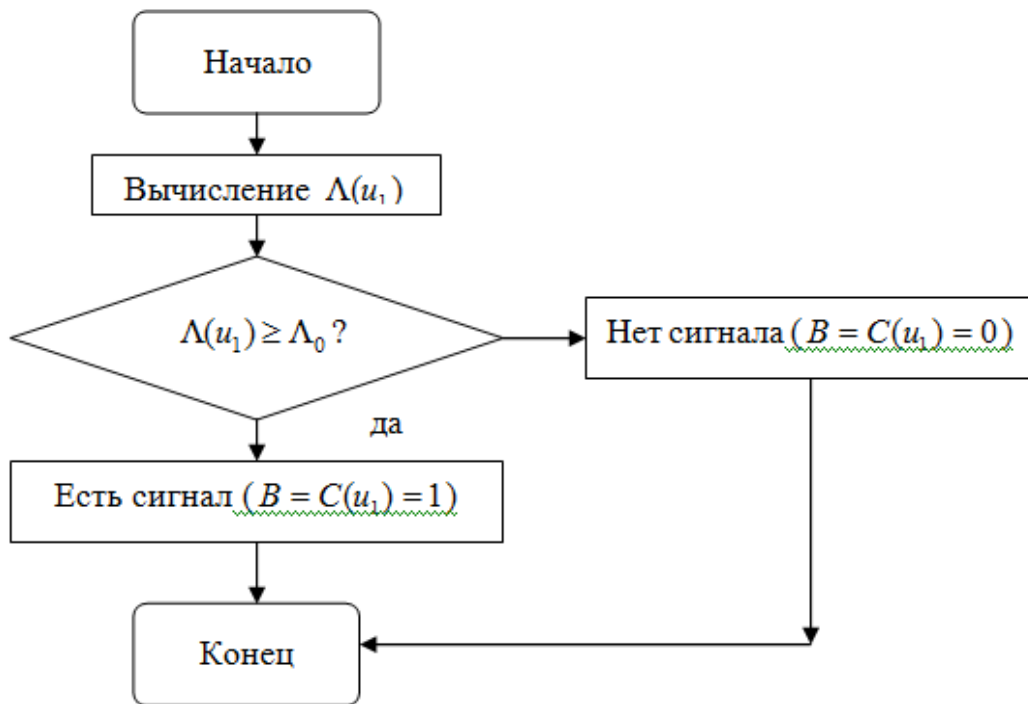 Начало
Вычисление Λ(u₁)
Λ(u₁) ≥ Λ₀ ?
Нет сигнала ( B = C(u₁) = 0)
да
Есть сигнал ( B = C(u₁) = 1)
Конец